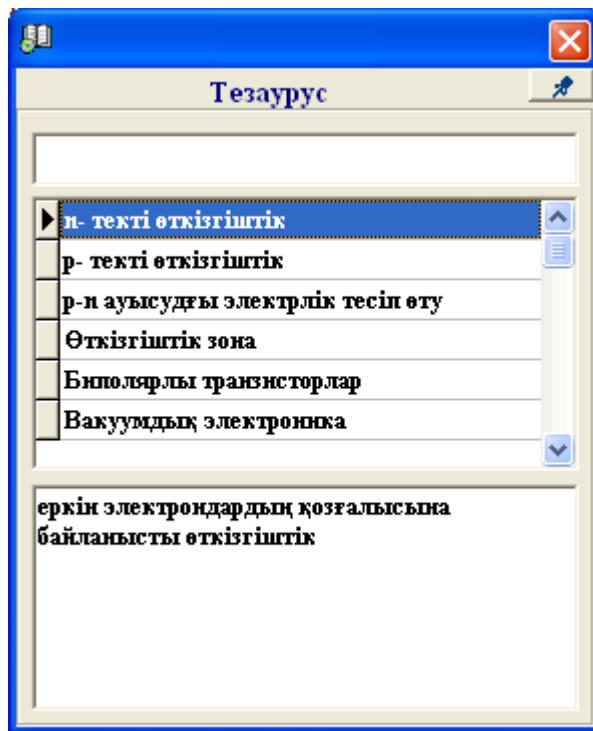 Тезаурус
n- текті өткізгіштік
p- текті өткізгіштік
p-n ауысудғы электрлік тесіп өту
Өткізгіштік зона
Биполярлы транзисторлар
Вакуумдық электроника
еркін электрондардың қозғалысына
байланысты өткізгіштік